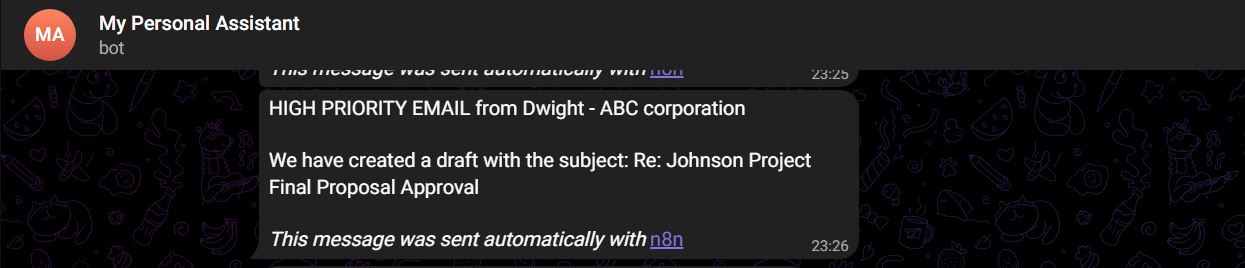 MA
My Personal Assistant
bot
This message was sent automatically with n8n
23:25
HIGH PRIORITY EMAIL from Dwight - ABC corporation
We have created a draft with the subject: Re: Johnson Project
Final Proposal Approval
This message was sent automatically with n8n
23:26